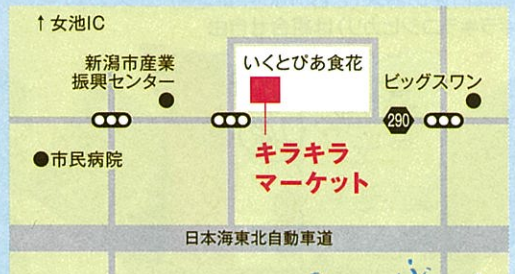 ↑女池IC
新潟市産業
振興センター
いくとぴあ食花
ビッグスワン
290
キラキラ
マーケット
市民病院
日本海東北自動車道